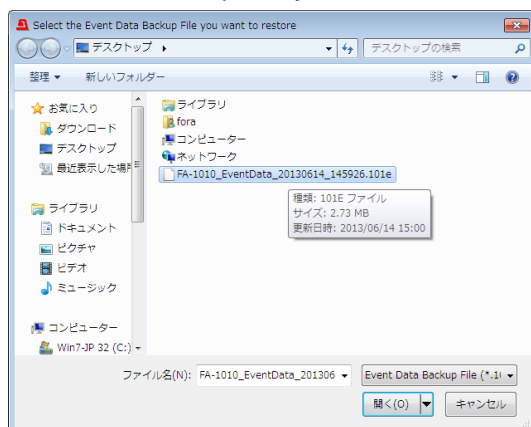 Select the Event Data Backup File you want to restore
デスクトップ
デスクトップの検索
整理
新しいフォルダー
お気に入り
ダウンロード
デスクトップ
最近表示した場所
ライブラリ
ドキュメント
ピクチャ
ビデオ
ミュージック
コンピューター
Win7-JP 32 (C:)
ライブラリ
fora
コンピューター
ネットワーク
FA-1010_EventData_20130614_145926.101e
種類: 101E ファイル
サイズ: 2.73 MB
更新日時: 2013/06/14 15:00
ファイル名(N):
FA-1010_EventData_201306
Event Data Backup File (*.10
開く(O)
キャンセル